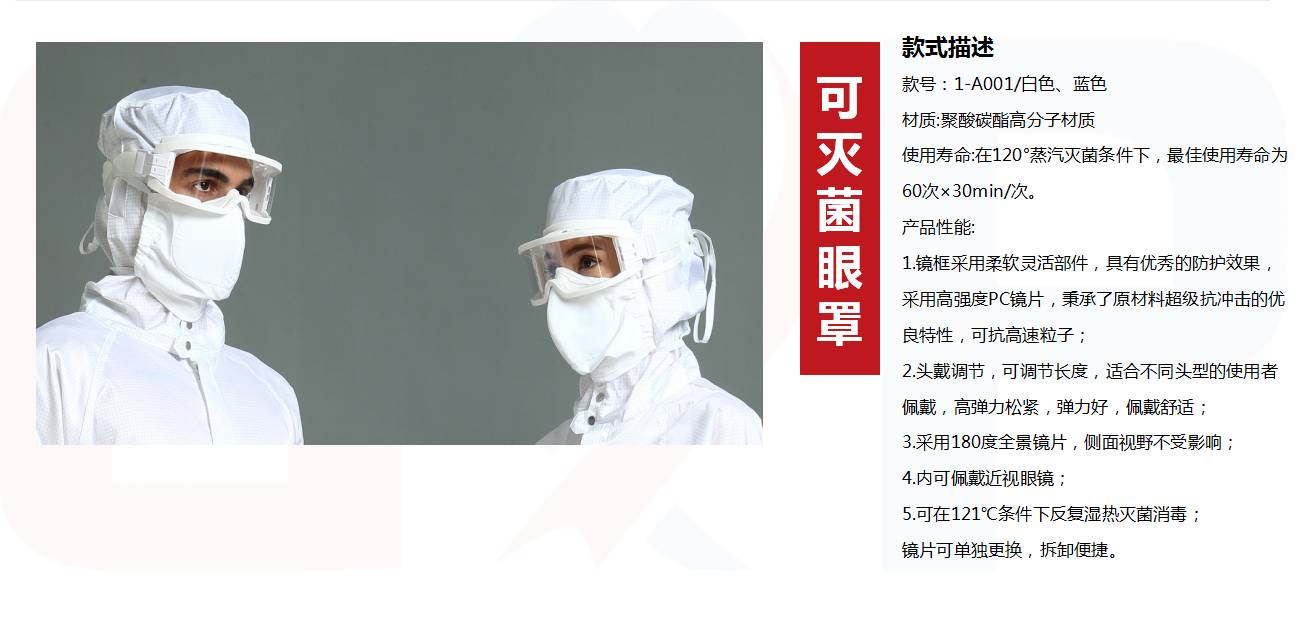 可灭菌眼罩
款式描述
款号：1-A001/白色、蓝色
材质:聚酸碳酯高分子材质
使用寿命:在120°蒸汽灭菌条件下，最佳使用寿命为
60次×30min/次。
产品性能:
1.镜框采用柔软灵活部件，具有优秀的防护效果，
采用高强度PC镜片，秉承了原材料超级抗冲击的优
良特性，可抗高速粒子；
2.头戴调节，可调节长度，适合不同头型的使用者
佩戴，高弹力松紧，弹力好，佩戴舒适；
3.采用180度全景镜片，侧面视野不受影响；
4.内可佩戴近视眼镜；
5.可在121℃条件下反复湿热灭菌消毒；
镜片可单独更换，拆卸便捷。